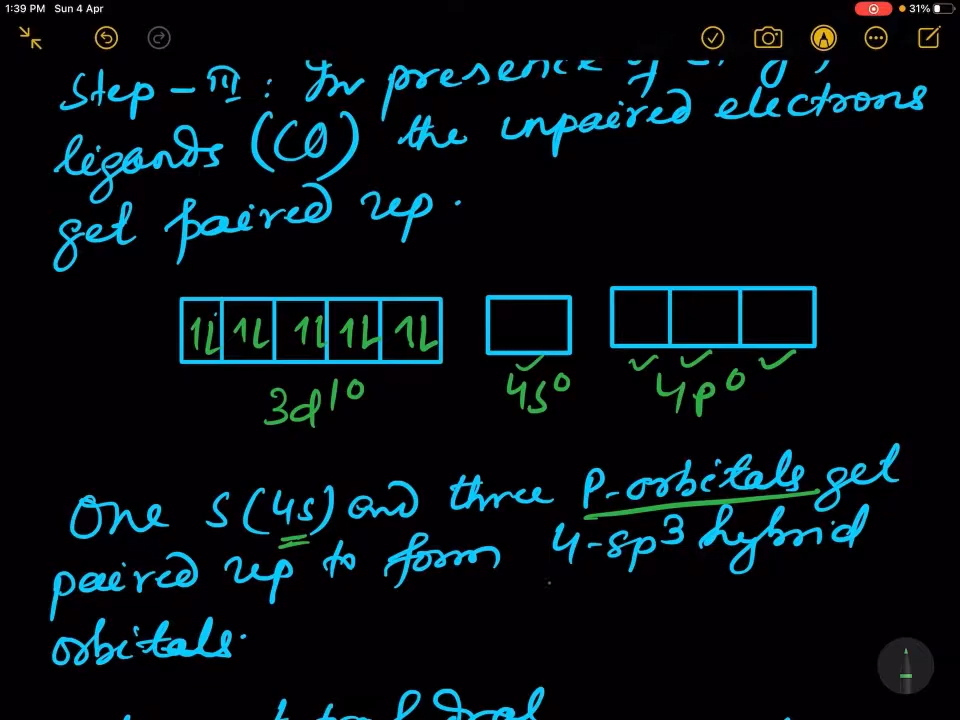 1:39 PM Sun 4 Apr 31%
Step - III : In presence of
ligands (CO) the unpaired electrons
get paired up.
1L 1L 1L 1L 1L
3d¹⁰ 4s⁰ 4p⁰
One s (4s) and three p-orbitals get
paired up to form 4-sp³ hybrid
orbitals.